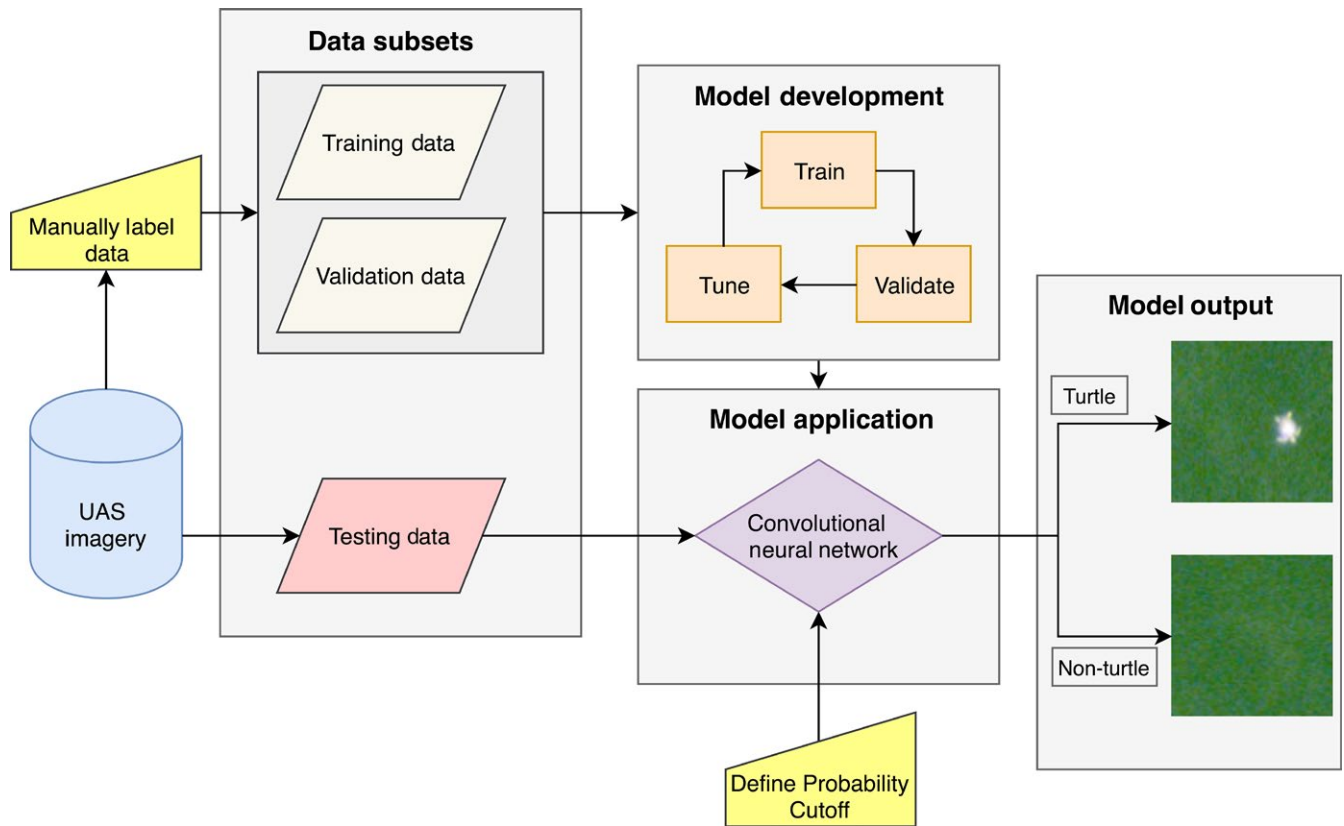 Data subsets
Training data
Validation data
Manually label
data
UAS
imagery
Testing data
Model development
Train
Tune
Validate
Model application
Convolutional
neural network
Define Probability
Cutoff
Model output
Turtle
Non-turtle